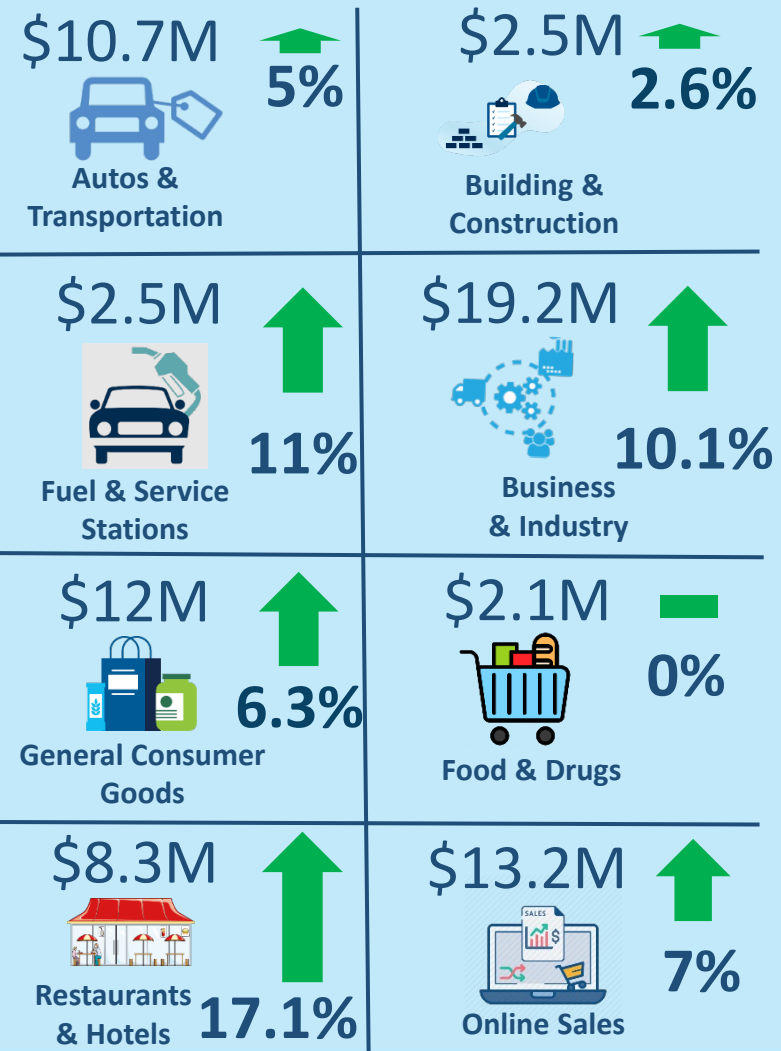 $10.7M
5%
Autos &
Transportation
$2.5M
2.6%
Building &
Construction
$2.5M
11%
Fuel & Service
Stations
$19.2M
10.1%
Business
& Industry
$12M
6.3%
General Consumer
Goods
$2.1M
0%
Food & Drugs
$8.3M
Restaurants
& Hotels
17.1%
$13.2M
SALES
$
7%
Online Sales